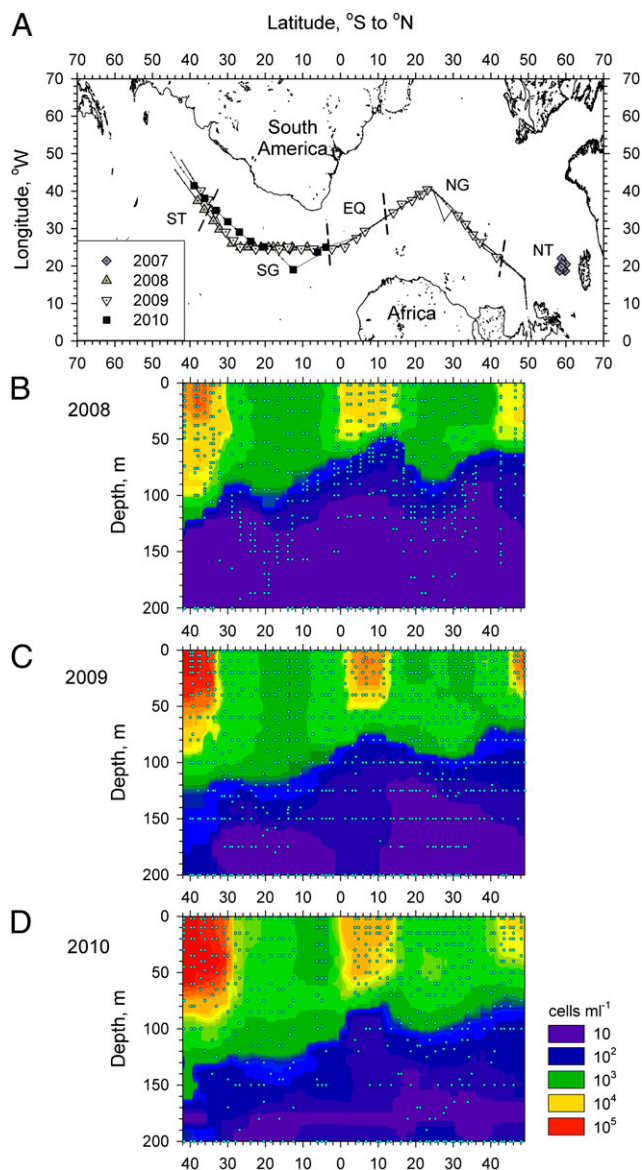 A
Latitude, °S to °N
70 60 50 40 30 20 10 0 10 20 30 40 50 60 70
Longitude, °W
70 70
60 60
50 50
40 40
30 30
20 20
10 10
0 0
South
America
EQ
NG
ST
SG
NT
Africa
2007
2008
2009
2010
70 60 50 40 30 20 10 0 10 20 30 40 50 60 70
B
2008
Depth, m
0
50
100
150
200
40 30 20 10 0 10 20 30 40
C
2009
Depth, m
0
50
100
150
200
40 30 20 10 0 10 20 30 40
D
2010
Depth, m
0
50
100
150
200
40 30 20 10 0 10 20 30 40
cells ml⁻¹
10
10²
10³
10⁴
10⁵